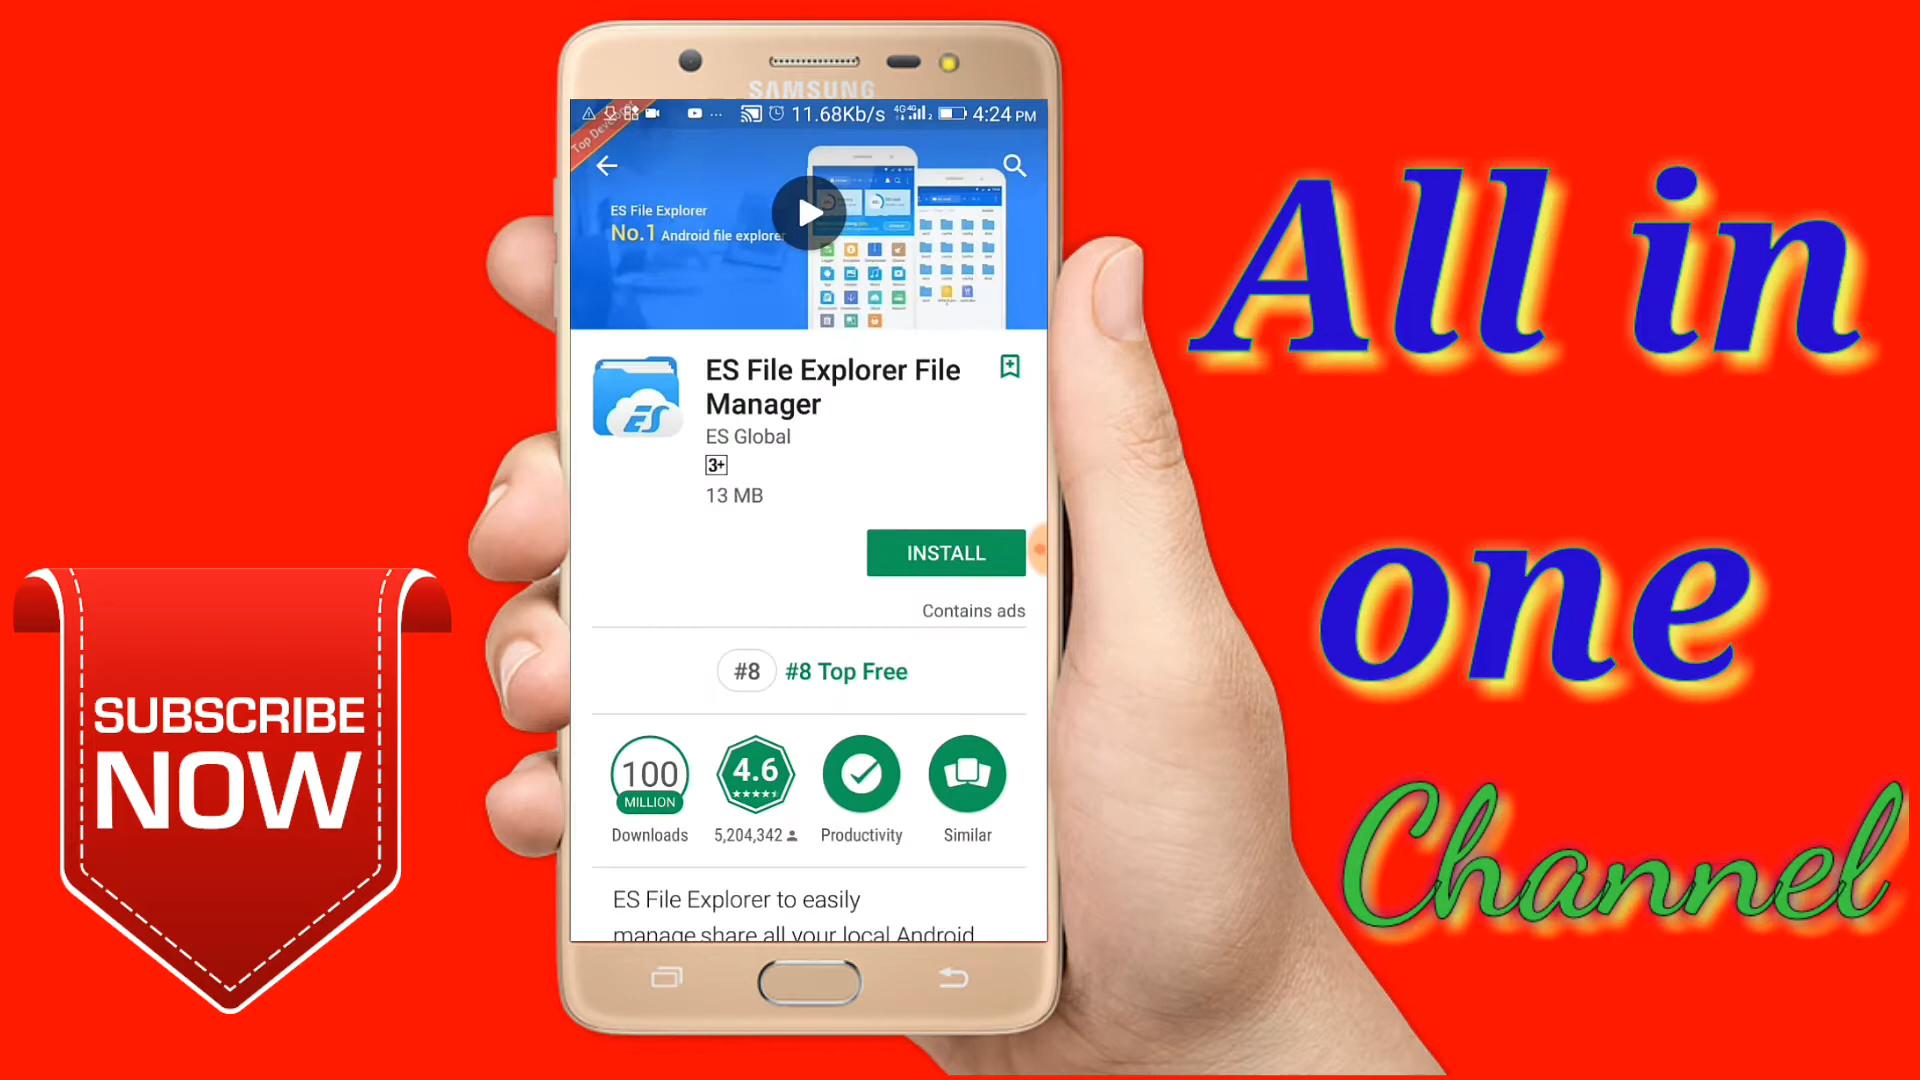 SAMSUNG
11.68Kb/s 4:24 PM
Top Developer
ES File Explorer
No.1 Android file explorer
ES File Explorer File
Manager
ES Global
3+
13 MB
INSTALL
Contains ads
#8 #8 Top Free
100
MILLION
4.6
Downloads 5,204,342 Productivity Similar
ES File Explorer to easily
manage share all your local Android
SUBSCRIBE
NOW
All in
one
Channel